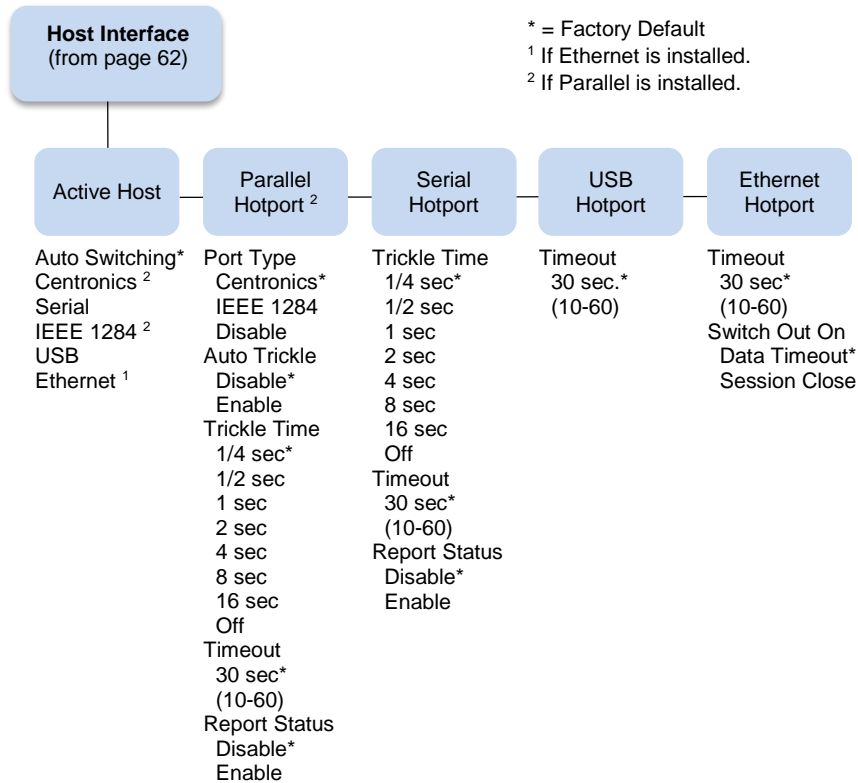 Host Interface
(from page 62)
* = Factory Default
¹ If Ethernet is installed.
² If Parallel is installed.
Active Host
Auto Switching*
Centronics ²
Serial
IEEE 1284 ²
USB
Ethernet ¹
Parallel
Hotport ²
Port Type
Centronics*
IEEE 1284
Disable
Auto Trickle
Disable*
Enable
Trickle Time
1/4 sec*
1/2 sec
1 sec
2 sec
4 sec
8 sec
16 sec
Off
Timeout
30 sec*
(10-60)
Report Status
Disable*
Enable
Serial
Hotport
Trickle Time
1/4 sec*
1/2 sec
1 sec
2 sec
4 sec
8 sec
16 sec
Off
Timeout
30 sec*
(10-60)
Report Status
Disable*
Enable
USB
Hotport
Timeout
30 sec.*
(10-60)
Ethernet
Hotport
Timeout
30 sec*
(10-60)
Switch Out On
Data Timeout*
Session Close